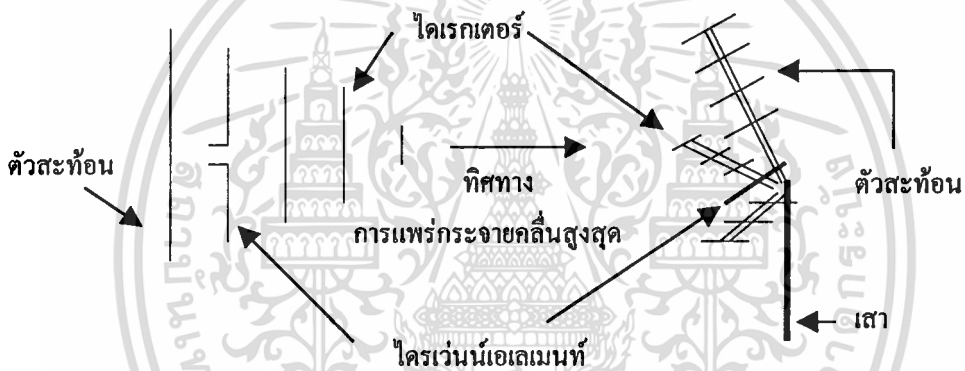 ไดเรกเตอร์
ตัวสะท้อน
ทิศทาง
การแพร่กระจายคลื่นสูงสุด
ตัวสะท้อน
เสา
ไดรเว่นน์เอเลเมนท์